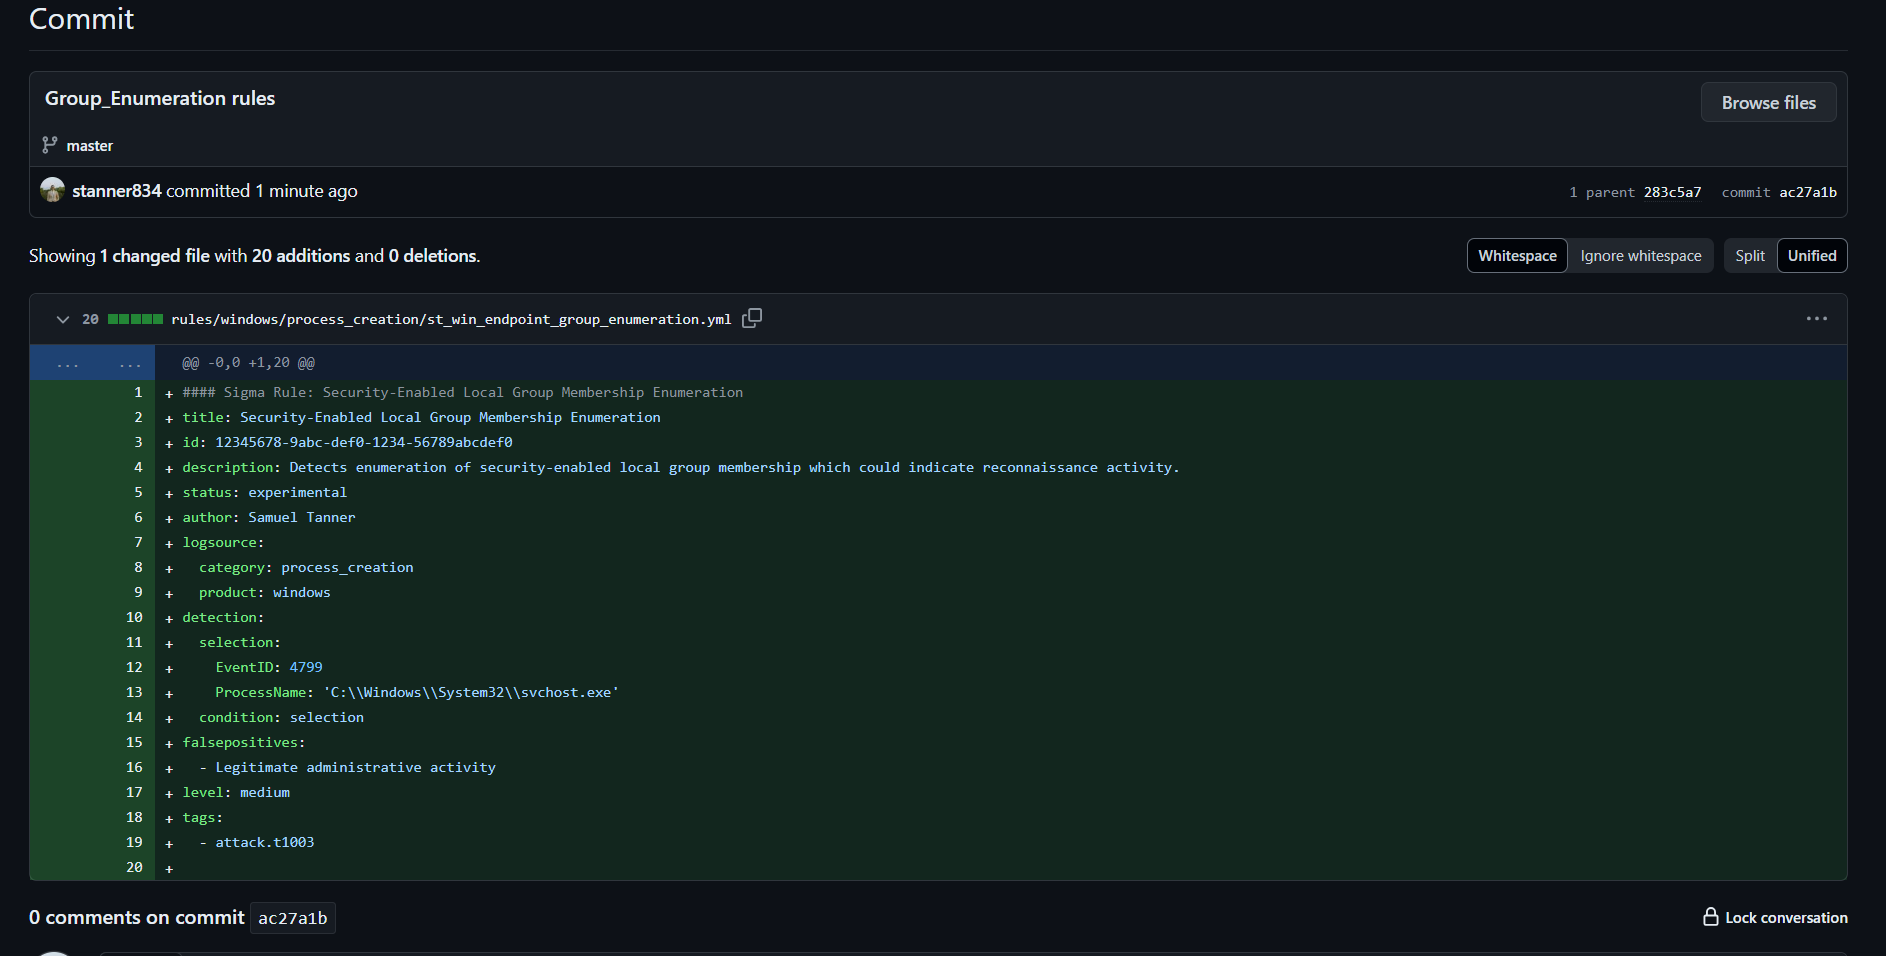 Commit
Group_Enumeration rules
Browse files
master
stanner834 committed 1 minute ago
1 parent 283c5a7 commit ac27a1b
Showing 1 changed file with 20 additions and 0 deletions.
Whitespace Ignore whitespace Split Unified
20 rules/windows/process_creation/st_win_endpoint_group_enumeration.yml ...
... ... @@ -0,0 +1,20 @@
1 + #### Sigma Rule: Security-Enabled Local Group Membership Enumeration
2 + title: Security-Enabled Local Group Membership Enumeration
3 + id: 12345678-9abc-def0-1234-56789abcdef0
4 + description: Detects enumeration of security-enabled local group membership which could indicate reconnaissance activity.
5 + status: experimental
6 + author: Samuel Tanner
7 + logsource:
8 +   category: process_creation
9 +   product: windows
10 + detection:
11 +   selection:
12 +     EventID: 4799
13 +     ProcessName: 'C:\\Windows\\System32\\svchost.exe'
14 +   condition: selection
15 + falsepositives:
16 +   - Legitimate administrative activity
17 + level: medium
18 + tags:
19 +   - attack.t1003
20 +
0 comments on commit ac27a1b
Lock conversation